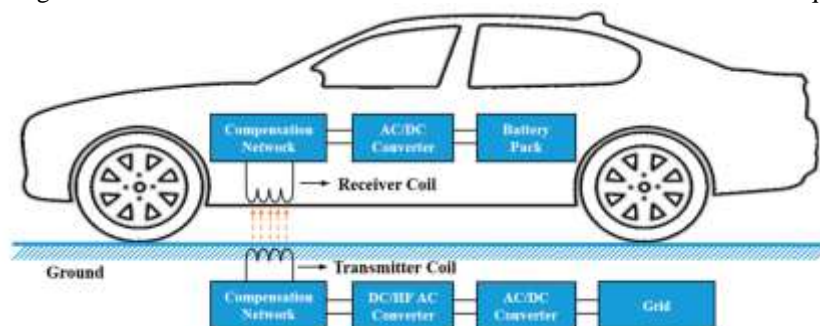 Compensation
Network
AC/DC
Converter
Battery
Pack
Receiver Coil
Ground
Transmitter Coil
Compensation
Network
DC/HF AC
Converter
AC/DC
Converter
Grid